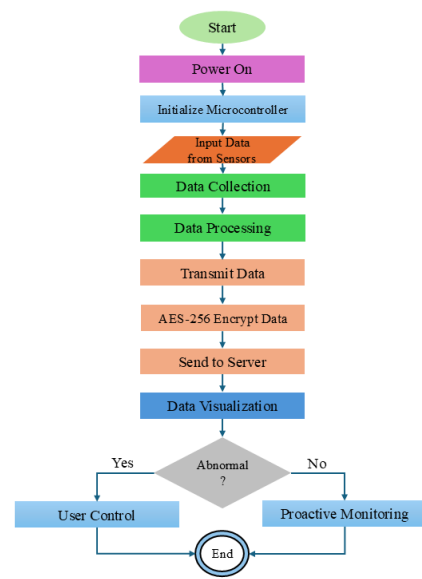 Start
Power On
Initialize Microcontroller
Input Data
from Sensors
Data Collection
Data Processing
Transmit Data
AES-256 Encrypt Data
Send to Server
Data Visualization
Abnormal
?
Yes
No
User Control
Proactive Monitoring
End